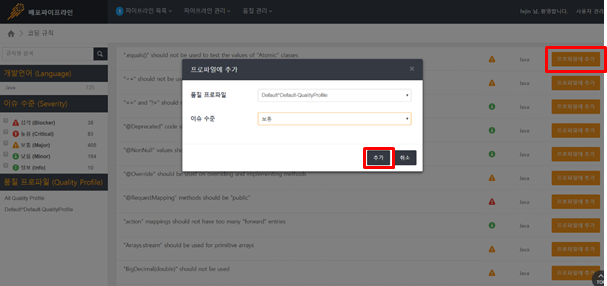 배포파이프라인
파이프라인 목록
파이프라인 관리
품질 관리
님, 환영합니다.
사용자 관리
코딩 규칙
규칙명 검색
".equals()" should not be used to test the values of "Atomic" classes
Java
프로파일에 추가
개발언어 (Language)
Java
"==" should not be
Java
프로파일에 추가
이슈 수준 (Severity)
"==" and "!=" should
Java
프로파일에 추가
심각 (Blocker) 38
높음 (Critical) 83
보통 (Major)
낮음 (Minor)
정보 (Info)
"@Deprecated" code
Java
프로파일에 추가
"@NonNull" values sho
Java
프로파일에 추가
품질 프로파일 (Quality Profile)
All Quality Profile
Default^Default-QualityProfile
"@Override" should be used on overriding and implementing methods
Java
프로파일에 추가
"@RequestMapping" methods should be "public"
Java
프로파일에 추가
"action" mappings should not have too many "forward" entries
Java
프로파일에 추가
"Arrays.stream" should be used for primitive arrays
Java
프로파일에 추가
"BigDecimal(double)" should not be used
Java
프로파일에 추가
TOP
프로파일에 추가
×
품질 프로파일
Default^Default-QualityProfile
이슈 수준
보통
추가
취소